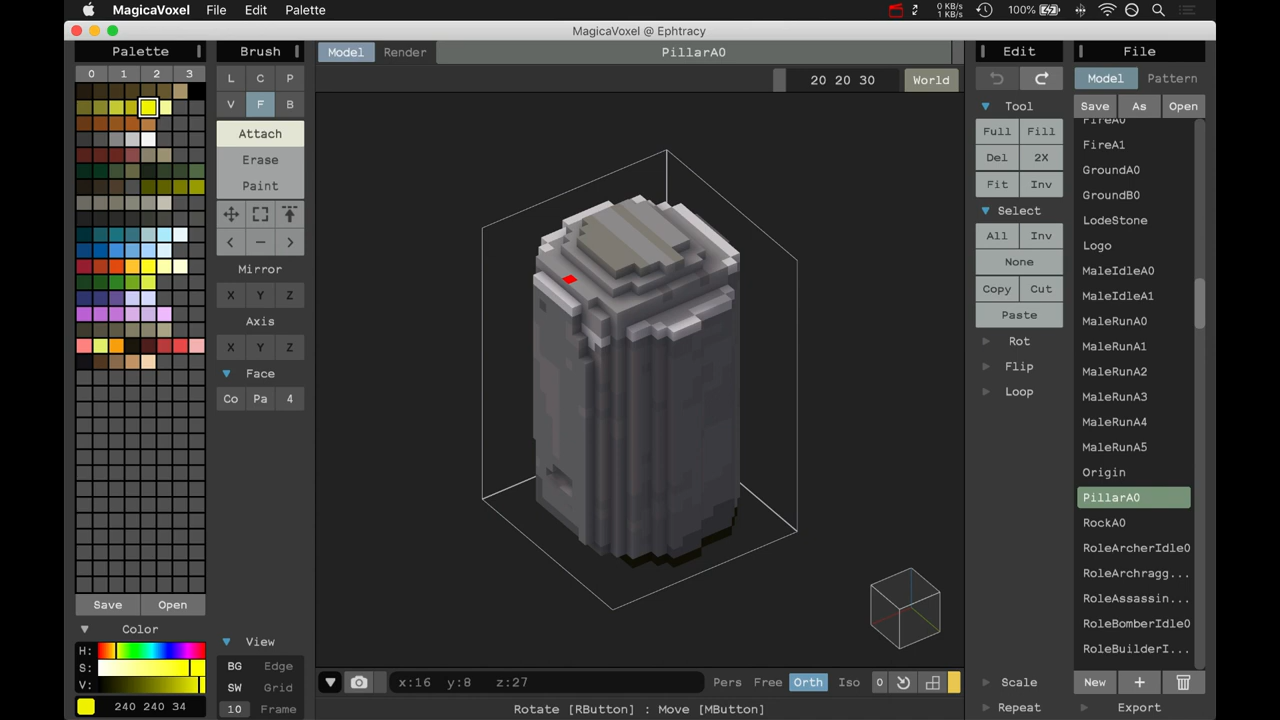 MagicaVoxel File Edit Palette 0 KB/s 1 KB/s 100%
MagicaVoxel @ Ephtracy
Palette Brush Model Render PillarA0 Edit File
0 1 2 3 L C P 20 20 30 World Model Pattern
V F B Tool Save As Open
Attach Full Fill FireA0
Erase Del 2X FireA1
Paint Fit Inv GroundA0
Select GroundB0
All Inv LodeStone
Mirror None Logo
X Y Z Copy Cut MaleIdleA0
Axis Paste MaleIdleA1
X Y Z Rot MaleRunA0
Face Flip MaleRunA1
Co Pa 4 Loop MaleRunA2
MaleRunA3
MaleRunA4
MaleRunA5
Origin
PillarA0
RockA0
RoleArcherIdle0
RoleArchragg...
RoleAssassin...
RoleBomberIdle0
RoleBuilderI...
Save Open
Color View
H: BG Edge
S: SW Grid
V: 10 Frame
240 240 34
x:16 y:8 z:27 Pers Free Orth Iso 0 Scale New + 
Rotate [RButton] : Move [MButton] Repeat Export